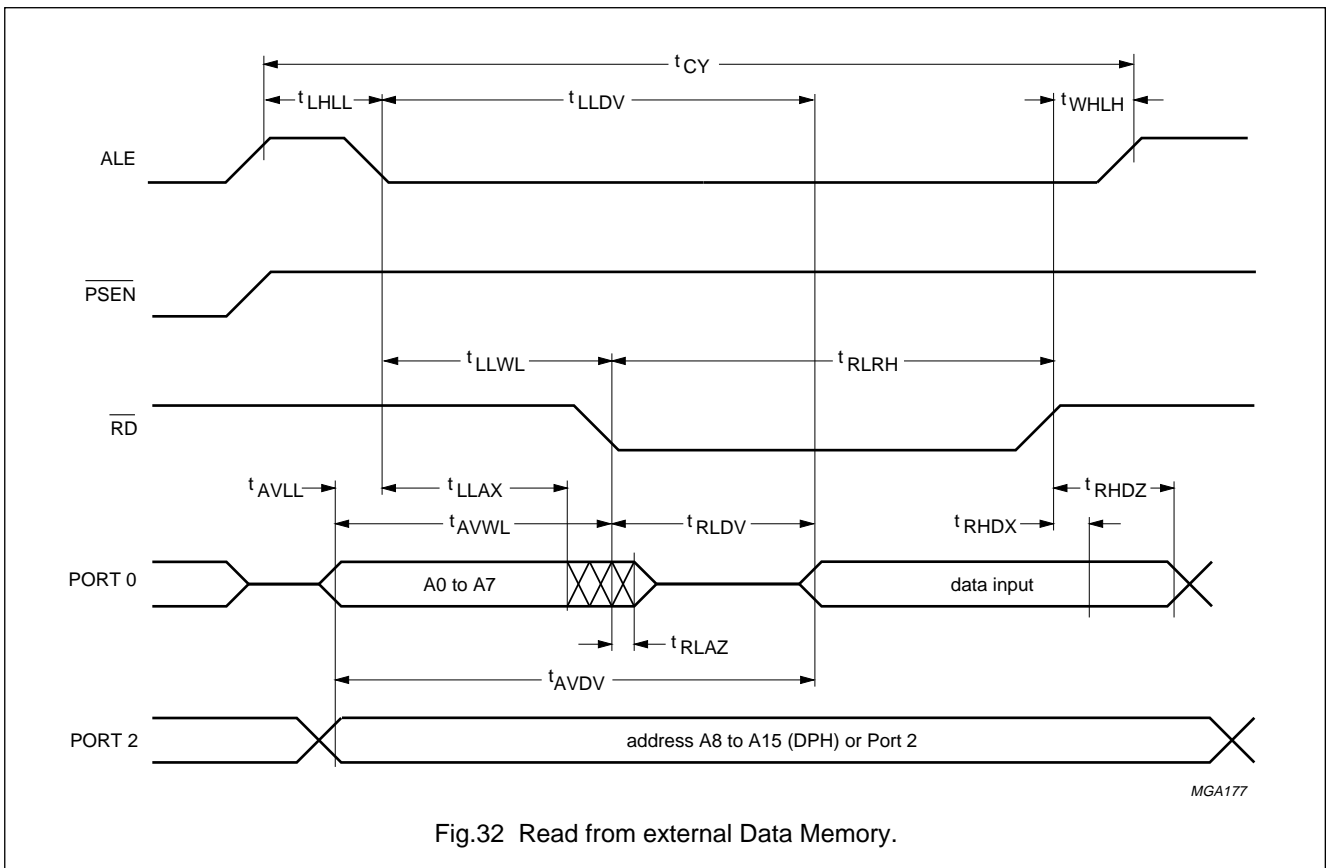 tCY
tLHLL tLLDV tWHLH
ALE
PSEN
tLLWL tRLRH
RD
tAVLL tLLAX tRHDZ
tAVWL tRLDV tRHDX
PORT 0 A0 to A7 data input
tRLAZ
tAVDV
PORT 2 address A8 to A15 (DPH) or Port 2
MGA177
Fig.32 Read from external Data Memory.